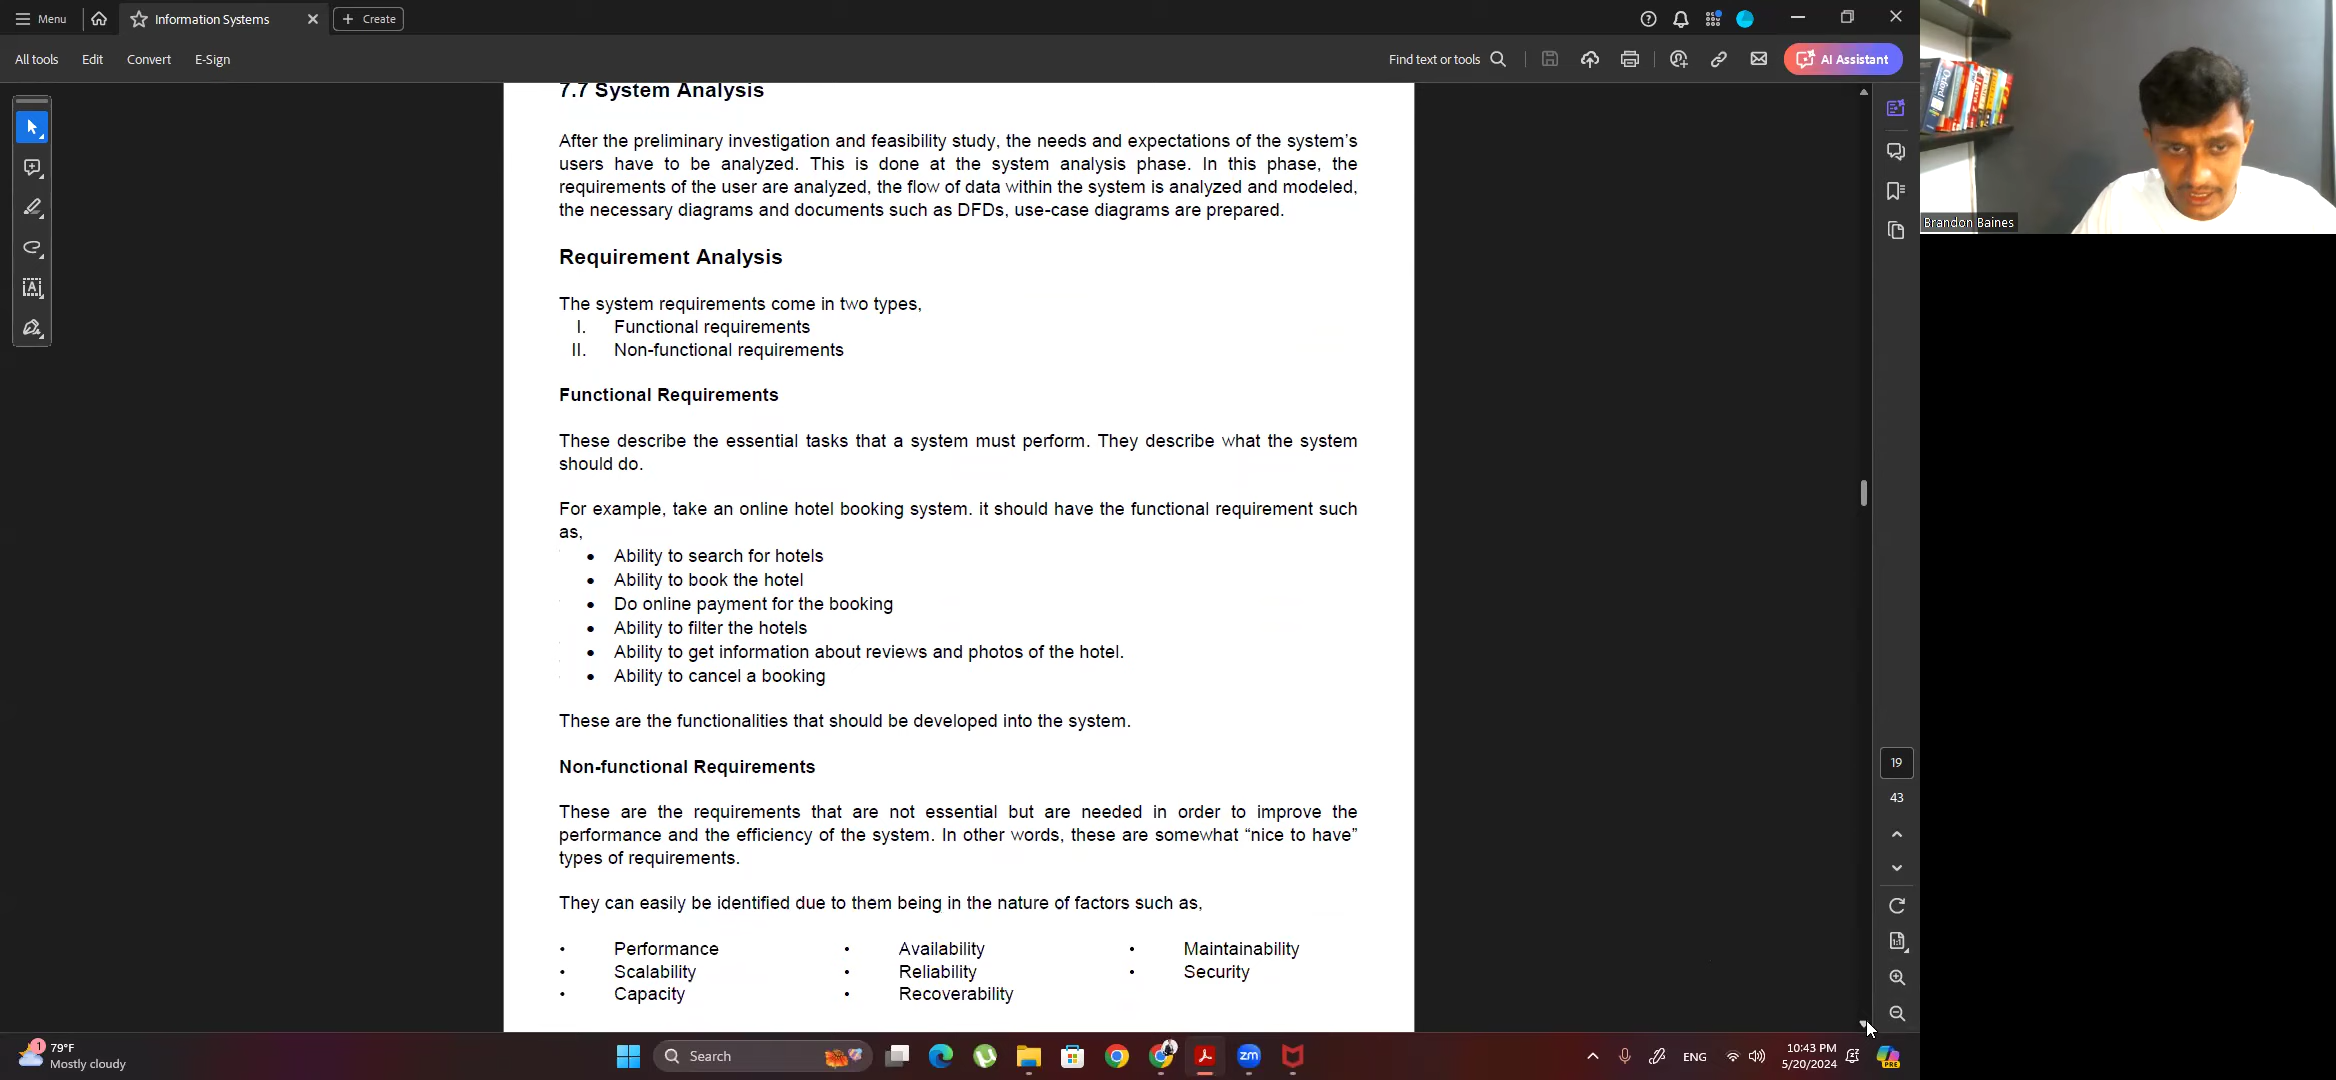 Menu
Information Systems
Create
All tools
Edit
Convert
E-Sign
Find text or tools
AI Assistant
7.7 System Analysis
After the preliminary investigation and feasibility study, the needs and expectations of the system's
users have to be analyzed. This is done at the system analysis phase. In this phase, the
requirements of the user are analyzed, the flow of data within the system is analyzed and modeled,
the necessary diagrams and documents such as DFDs, use-case diagrams are prepared.
Requirement Analysis
The system requirements come in two types,
I. Functional requirements
II. Non-functional requirements
Functional Requirements
These describe the essential tasks that a system must perform. They describe what the system
should do.
For example, take an online hotel booking system. it should have the functional requirement such
as,
• Ability to search for hotels
• Ability to book the hotel
• Do online payment for the booking
• Ability to filter the hotels
• Ability to get information about reviews and photos of the hotel.
• Ability to cancel a booking
These are the functionalities that should be developed into the system.
Non-functional Requirements
These are the requirements that are not essential but are needed in order to improve the
performance and the efficiency of the system. In other words, these are somewhat “nice to have”
types of requirements.
They can easily be identified due to them being in the nature of factors such as,
• Performance • Availability • Maintainability
• Scalability • Reliability • Security
• Capacity • Recoverability
19
43
Brandon Baines
1
79°F
Mostly cloudy
Search
zm
ENG
10:43 PM
5/20/2024
PRE